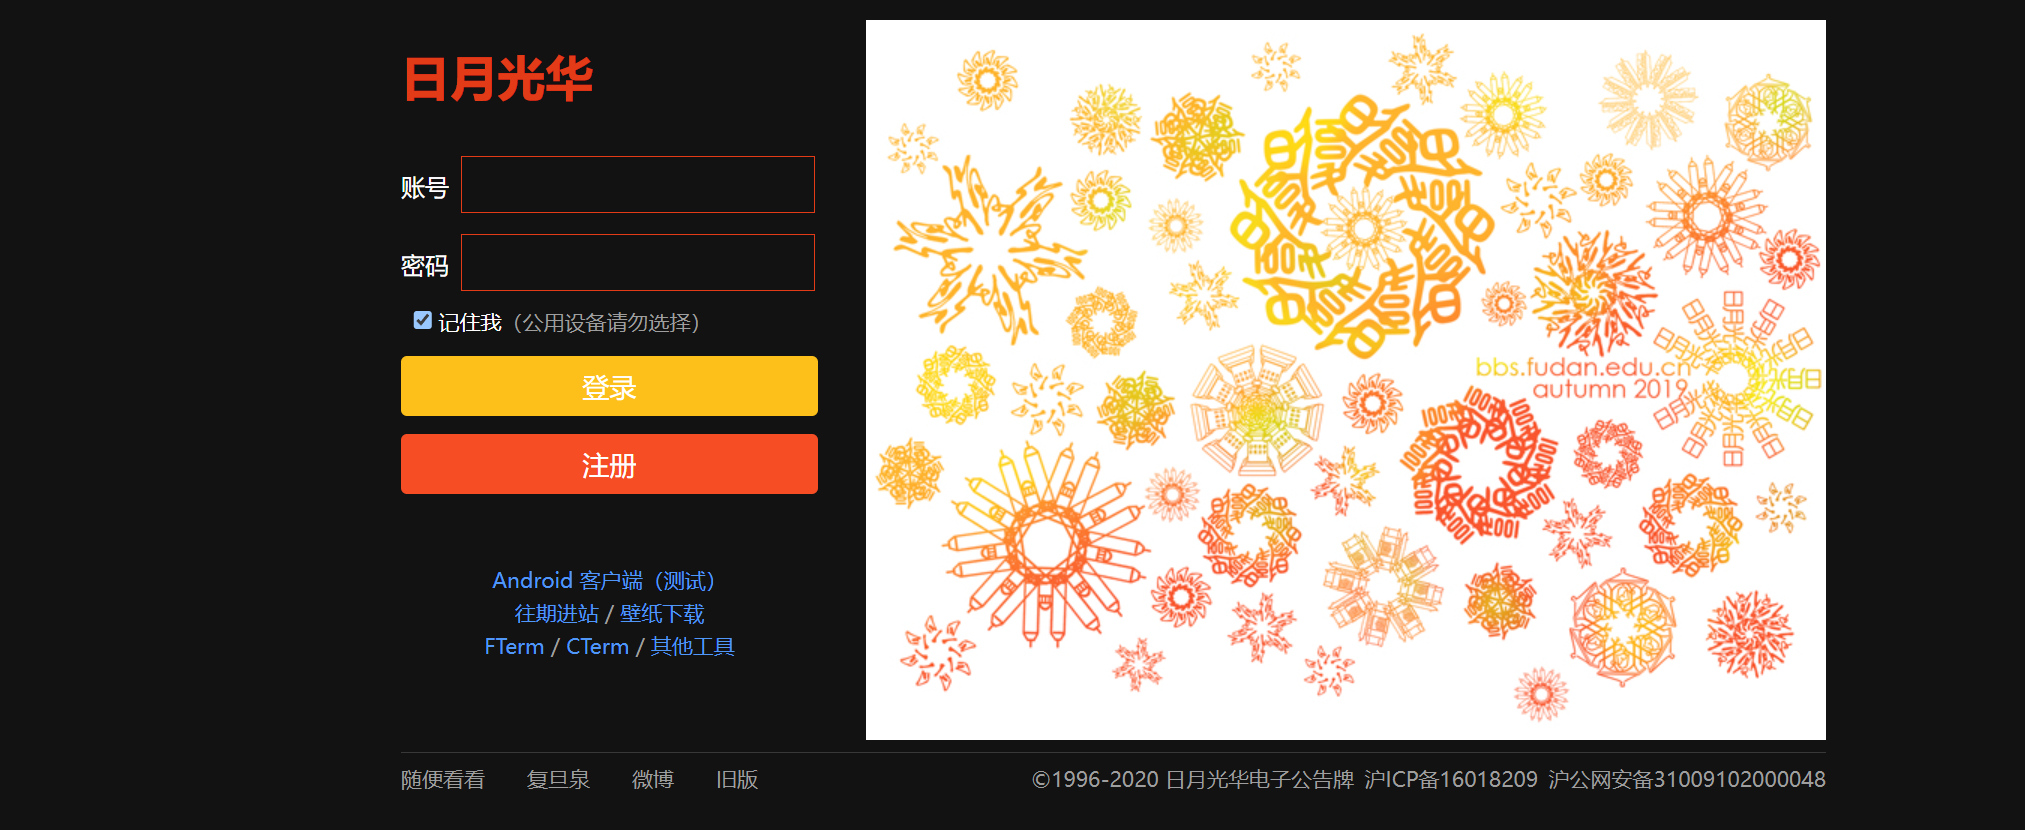 日月光华
账号
密码
记住我（公用设备请勿选择）
登录
注册
Android 客户端（测试）
往期进站 / 壁纸下载
FTerm / CTerm / 其他工具
bbs.fudan.edu.cn
autumn 2019
随便看看 复旦泉 微博 旧版
©1996-2020 日月光华电子公告牌 沪ICP备16018209 沪公网安备31009102000048